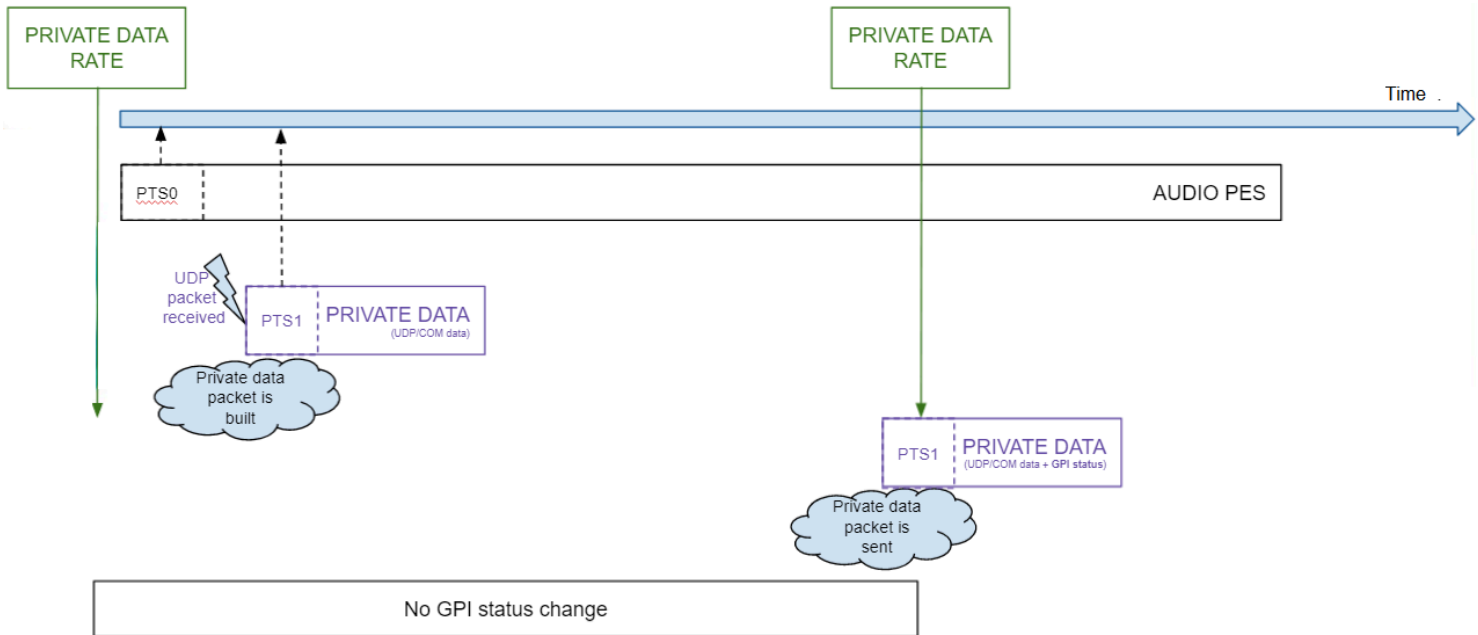 PRIVATE DATA
RATE
PRIVATE DATA
RATE
Time .
PTS0
AUDIO PES
UDP
packet
received
PTS1
PRIVATE DATA
(UDP/COM data)
Private data
packet is
built
PTS1
PRIVATE DATA
(UDP/COM data + GPI status)
Private data
packet is
sent
No GPI status change